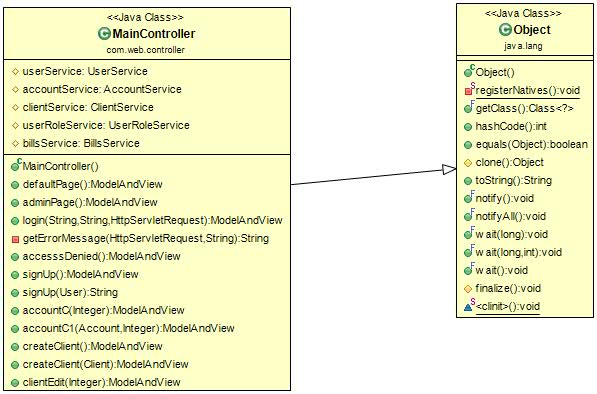 <<Java Class>>
MainController
com.web.controller
userService: UserService
accountService: AccountService
clientService: ClientService
userRoleService: UserRoleService
billsService: BillsService
MainController()
defaultPage():ModelAndView
adminPage():ModelAndView
login(String,String,HttpServletRequest):ModelAndView
getErrorMessage(HttpServletRequest,String):String
accesssDenied():ModelAndView
signUp():ModelAndView
signUp(User):String
accountC(Integer):ModelAndView
accountC1(Account,Integer):ModelAndView
createClient():ModelAndView
createClient(Client):ModelAndView
clientEdit(Integer):ModelAndView
<<Java Class>>
Object
java.lang
Object()
registerNatives():void
getClass():Class<?>
hashCode():int
equals(Object):boolean
clone():Object
toString():String
notify():void
notifyAll():void
wait(long):void
wait(long,int):void
wait():void
finalize():void
<clinit>():void